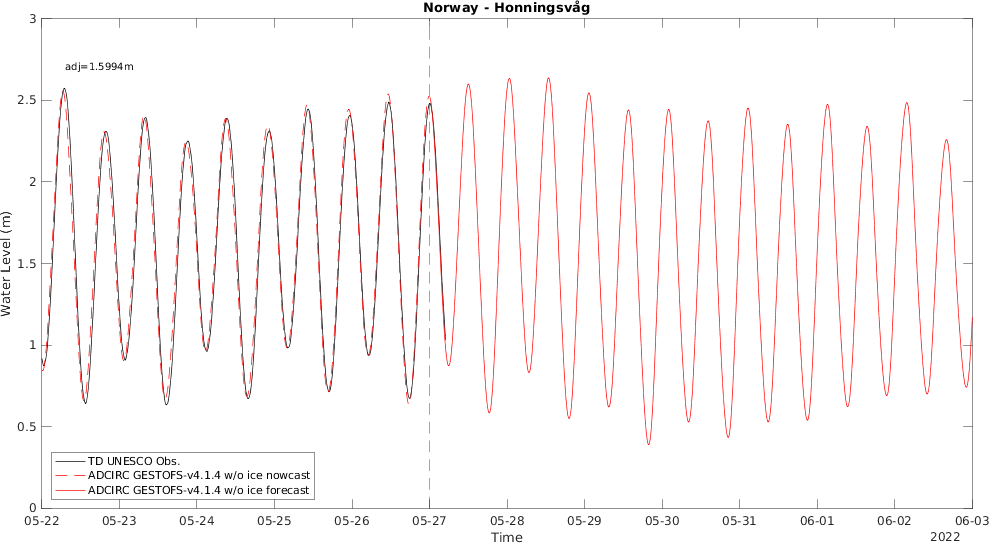 Norway - Honningsvåg
adj=1.5994m
3
2.5
2
1.5
1
0.5
0
Water Level (m)
TD UNESCO Obs.
ADCIRC GESTOFS-v4.1.4 w/o ice nowcast
ADCIRC GESTOFS-v4.1.4 w/o ice forecast
05-22 05-23 05-24 05-25 05-26 05-27 05-28 05-29 05-30 05-31 06-01 06-02 06-03
Time
2022